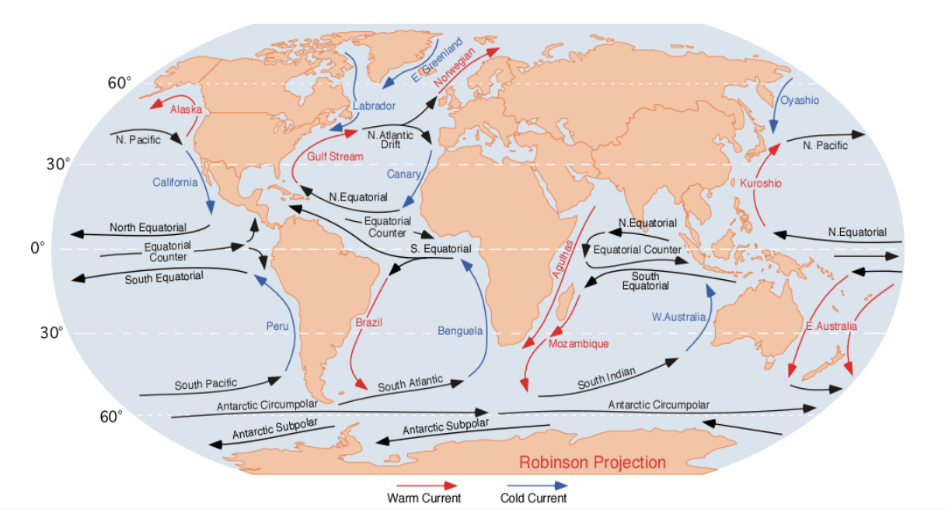 E. Greenland
Norwegian
60°
Oyashio
Alaska
Labrador
N. Pacific
N. Atlantic
Drift
N. Pacific
Gulf Stream
30°
California
Canary
Kuroshio
N.Equatorial
North Equatorial
Equatorial
Counter
N.Equatorial
N.Equatorial
0°
Equatorial
Counter
S. Equatorial
Agulhas
Equatorial Counter
South Equatorial
South
Equatorial
Peru
Brazil
Benguela
W.Australia
E.Australia
30°
Mozambique
South Pacific
South Atlantic
South Indian
60°
Antarctic Circumpolar
Antarctic Circumpolar
Antarctic Subpolar
Antarctic Subpolar
Robinson Projection
Warm Current
Cold Current